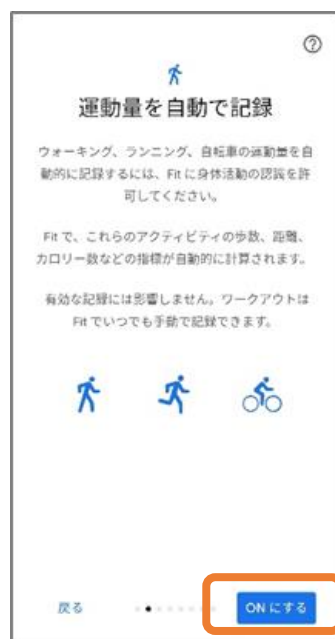 運動量を自動で記録
ウォーキング、ランニング、自転車の運動量を自
動的に記録するには、Fit に身体活動の認識を許
可してください。
Fit で、これらのアクティビティの歩数、距離、
カロリー数などの指標が自動的に計算されます。
有効な記録には影響しません。ワークアウトは
Fit でいつでも手動で記録できます。
戻る
ON にする